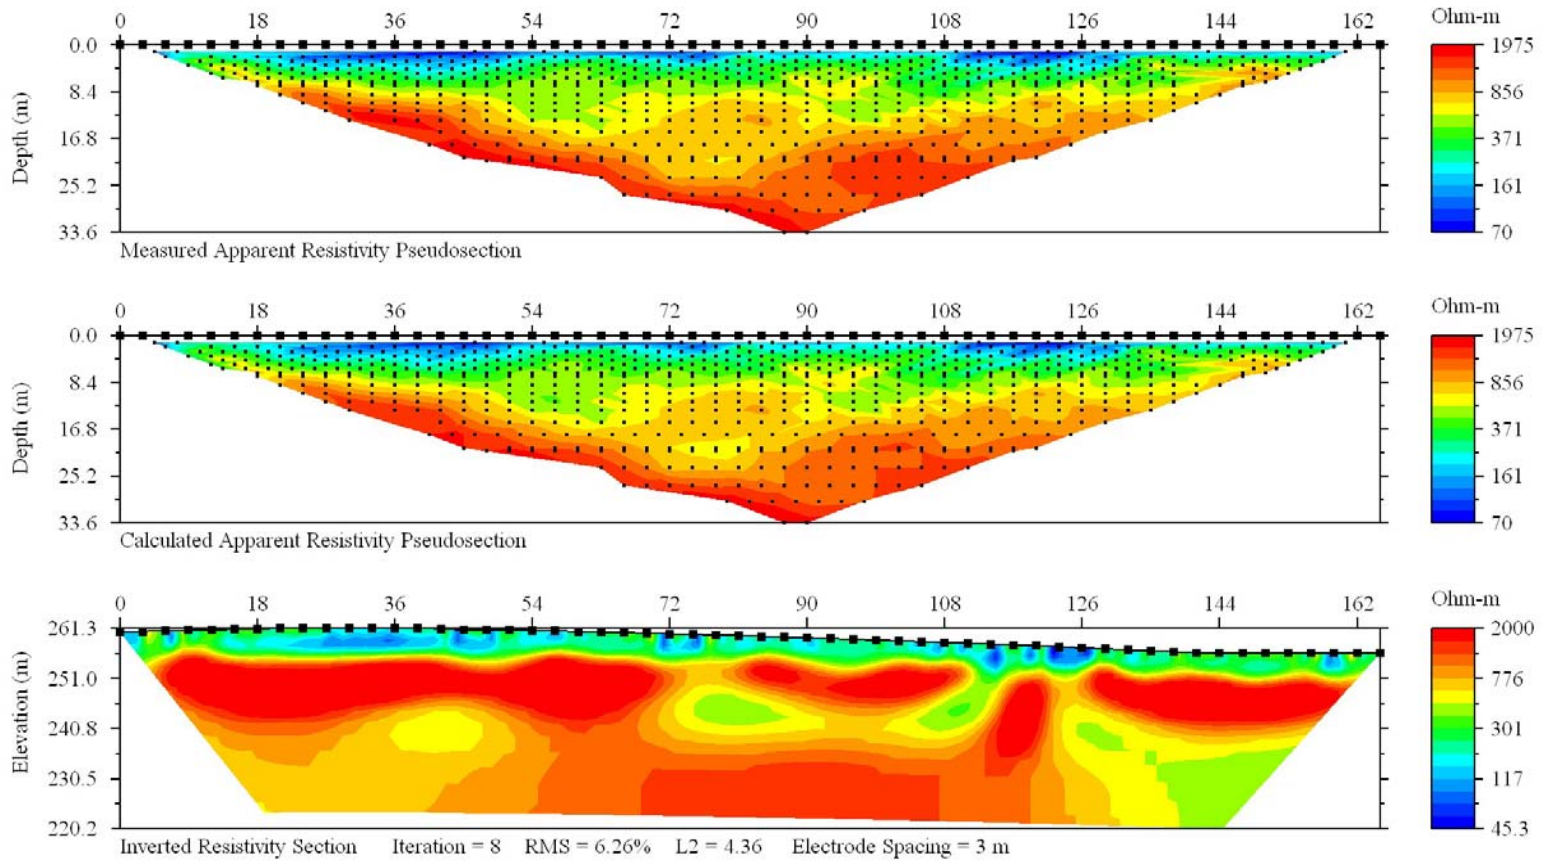 0 18 36 54 72 90 108 126 144 162 Ohm-m
0.0 1975
8.4 856
16.8 371
25.2 161
33.6 70
Depth (m)
Measured Apparent Resistivity Pseudosection
0 18 36 54 72 90 108 126 144 162 Ohm-m
0.0 1975
8.4 856
16.8 371
25.2 161
33.6 70
Depth (m)
Calculated Apparent Resistivity Pseudosection
0 18 36 54 72 90 108 126 144 162 Ohm-m
261.3 2000
251.0 776
240.8 301
230.5 117
220.2 45.3
Elevation (m)
Inverted Resistivity Section Iteration = 8 RMS = 6.26% L2 = 4.36 Electrode Spacing = 3 m